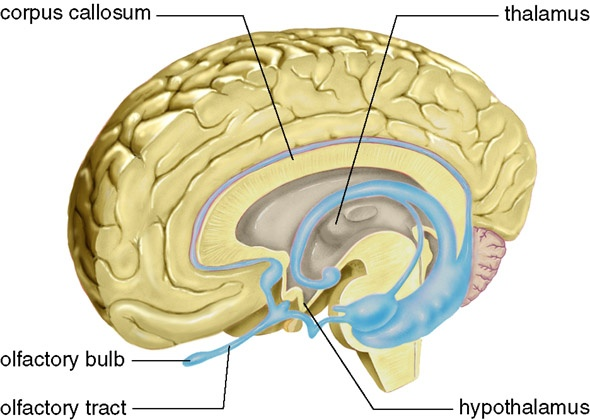 corpus callosum
thalamus
olfactory bulb
olfactory tract
hypothalamus